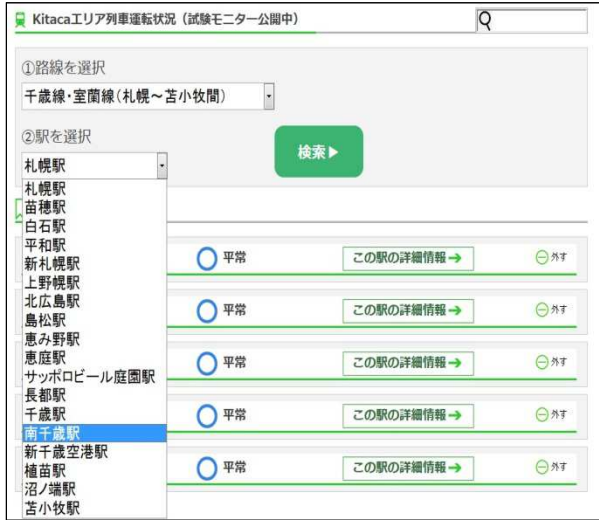 Kitacaエリア列車運転状況（試験モニター公開中）
①路線を選択
千歳線・室蘭線（札幌～苫小牧間）
②駅を選択
検索▶
札幌駅
札幌駅
苗穂駅
白石駅
平和駅
新札幌駅
上野幌駅
北広島駅
島松駅
恵み野駅
恵庭駅
サッポロビール庭園駅
長都駅
千歳駅
南千歳駅
新千歳空港駅
植苗駅
沼ノ端駅
苫小牧駅
平常 この駅の詳細情報→ 外す
平常 この駅の詳細情報→ 外す
平常 この駅の詳細情報→ 外す
平常 この駅の詳細情報→ 外す
平常 この駅の詳細情報→ 外す